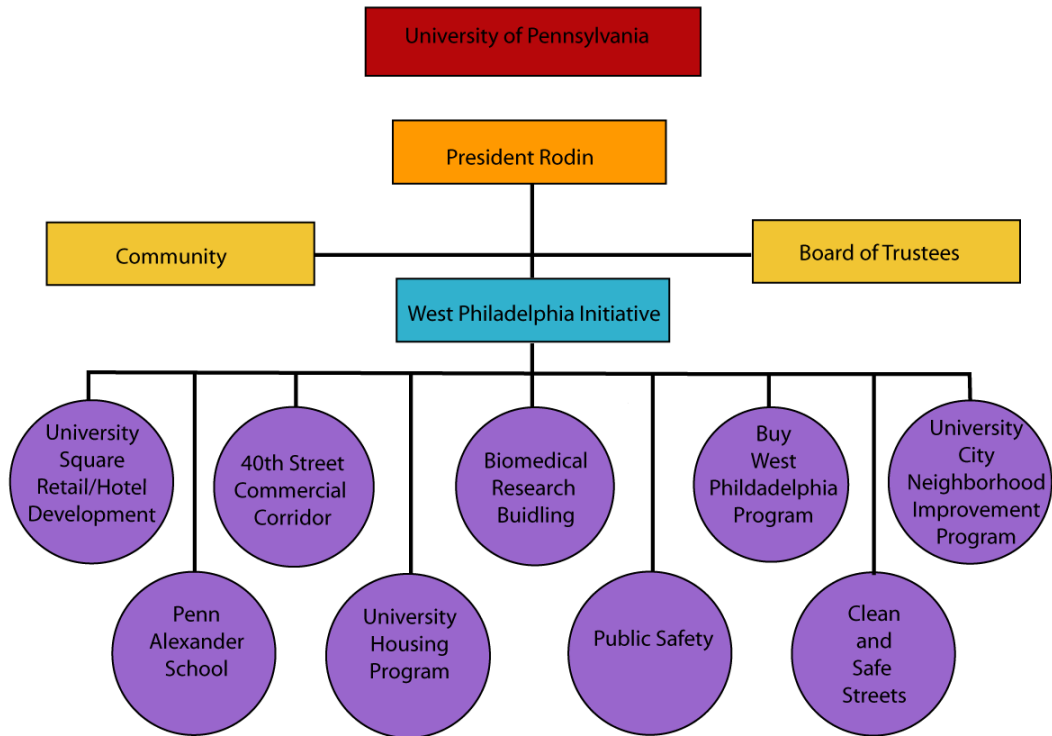 University of Pennsylvania
President Rodin
Community
Board of Trustees
West Philadelphia Initiative
University
Square
Retail/Hotel
Development
40th Street
Commercial
Corridor
Biomedical
Research
Buidling
Buy
West
Phildadelphia
Program
University
City
Neighborhood
Improvement
Program
Penn
Alexander
School
University
Housing
Program
Public Safety
Clean
and
Safe
Streets